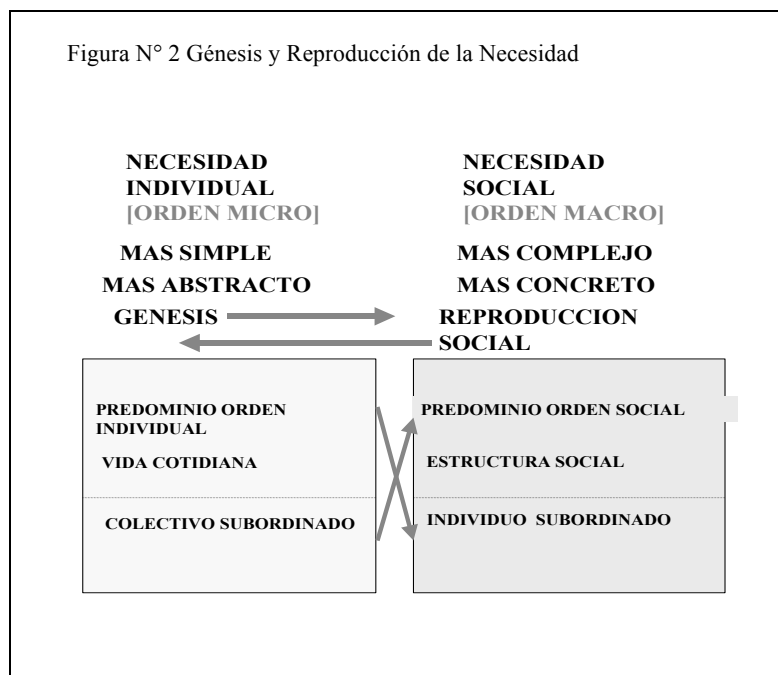 Figura N° 2 Génesis y Reproducción de la Necesidad
NECESIDAD
INDIVIDUAL
[ORDEN MICRO]
MAS SIMPLE
MAS ABSTRACTO
GENESIS
NECESIDAD
SOCIAL
[ORDEN MACRO]
MAS COMPLEJO
MAS CONCRETO
REPRODUCCION
SOCIAL
PREDOMINIO ORDEN
INDIVIDUAL
VIDA COTIDIANA
COLECTIVO SUBORDINADO
PREDOMINIO ORDEN SOCIAL
ESTRUCTURA SOCIAL
INDIVIDUO SUBORDINADO